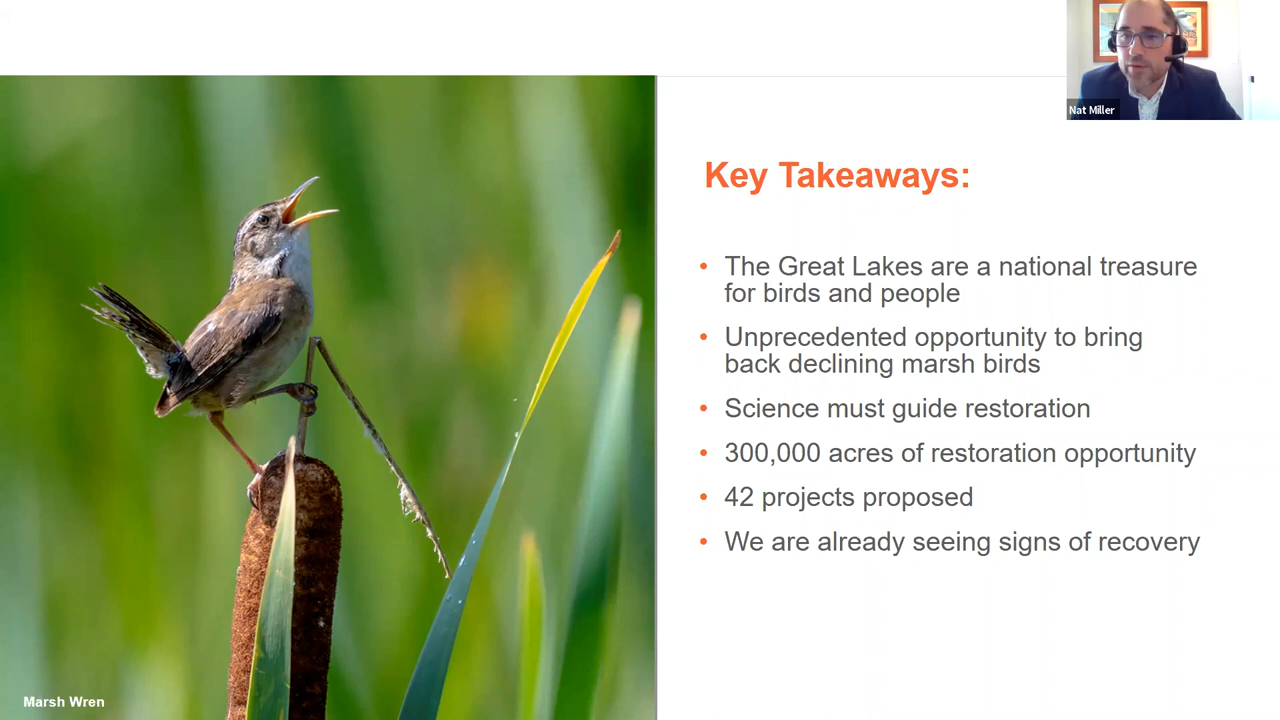 Nat Miller
Key Takeaways:
• The Great Lakes are a national treasure
for birds and people
• Unprecedented opportunity to bring
back declining marsh birds
• Science must guide restoration
• 300,000 acres of restoration opportunity
• 42 projects proposed
• We are already seeing signs of recovery
Marsh Wren